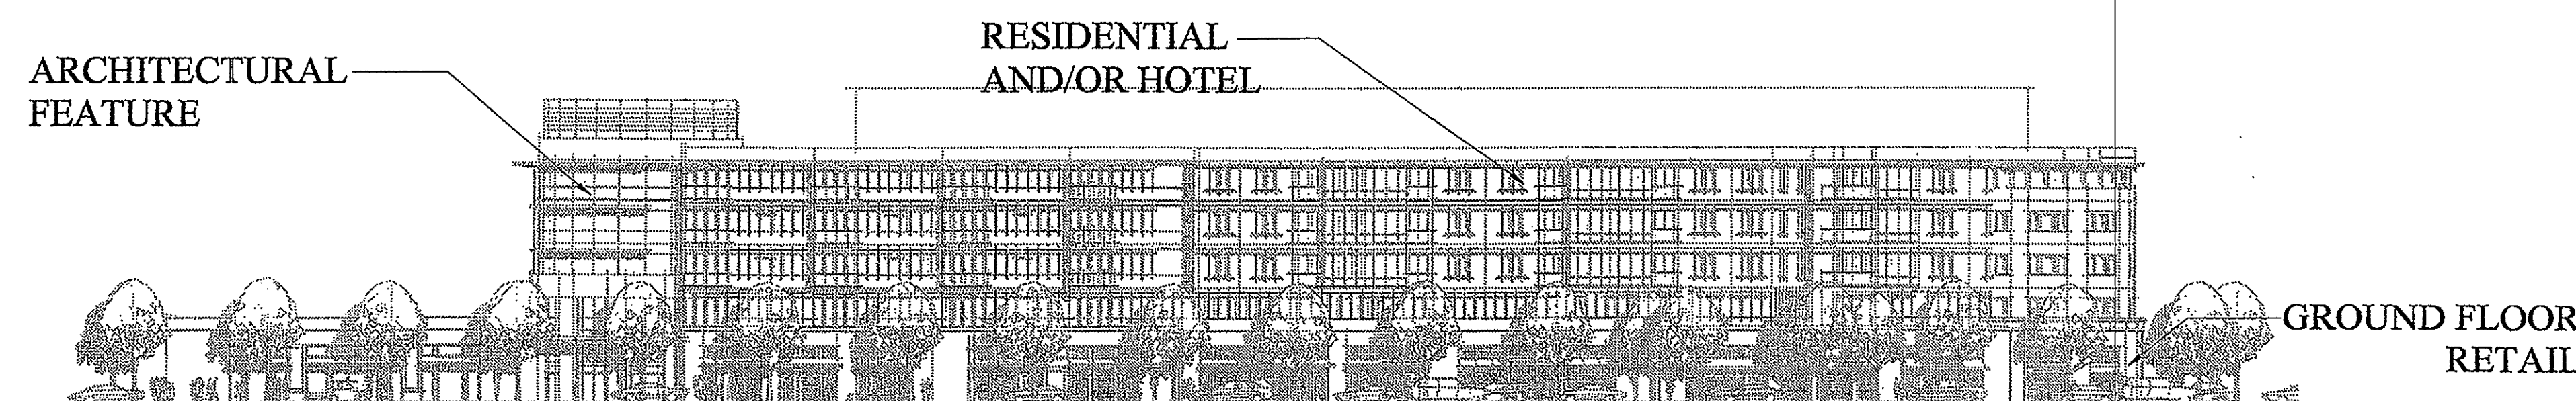 ARCHITECTURAL
FEATURE
RESIDENTIAL
AND/OR HOTEL
GROUND FLOOR
RETAIL